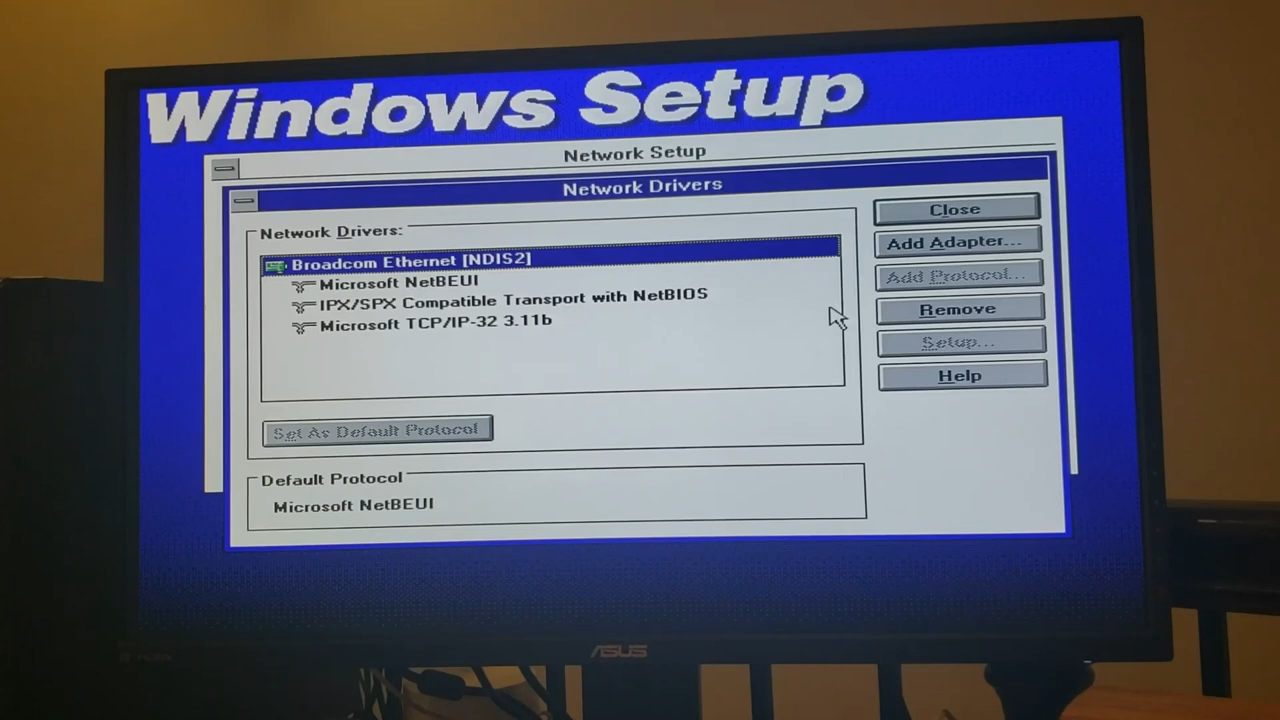 Windows Setup
Network Setup
Network Drivers
Network Drivers:
Broadcom Ethernet [NDIS2]
Microsoft NetBEUI
IPX/SPX Compatible Transport with NetBIOS
Microsoft TCP/IP-32 3.11b
Set As Default Protocol
Default Protocol
Microsoft NetBEUI
Close
Add Adapter...
Add Protocol...
Remove
Setup...
Help
ASUS